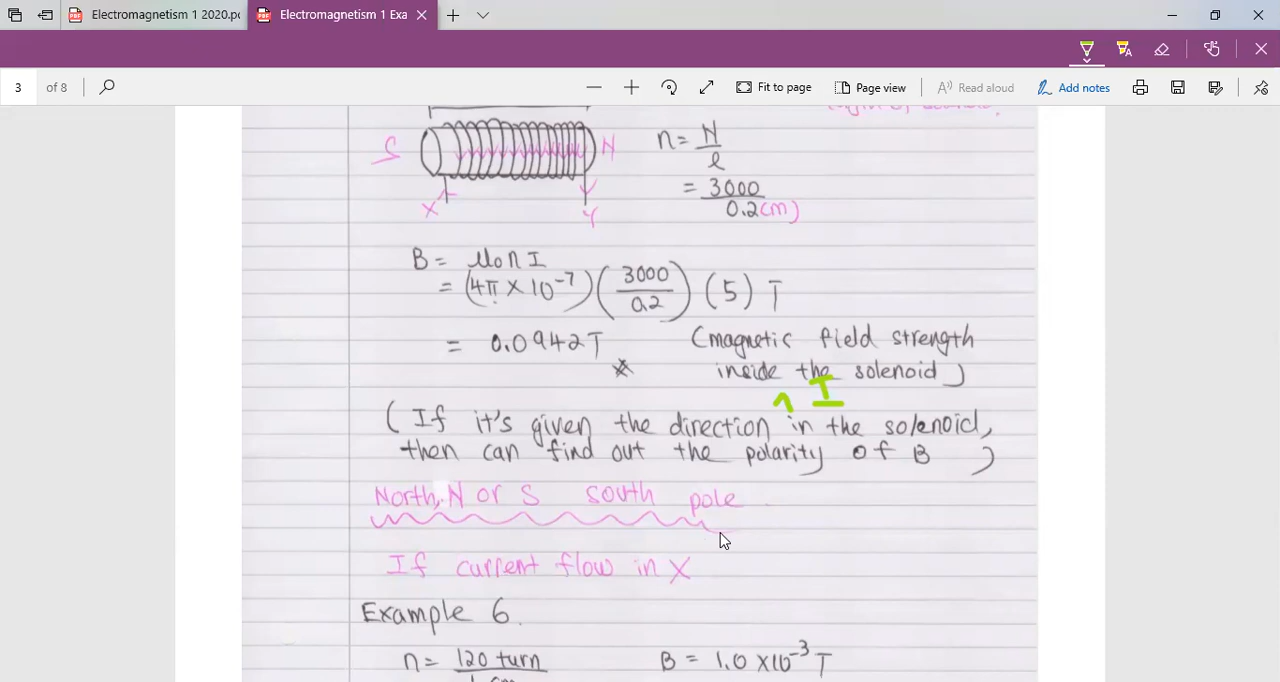 Electromagnetism 1 2020.pd
Electromagnetism 1 Exa
3 of 8
Fit to page
Page view
Read aloud
Add notes
S N
X Y
n = N/l
= 3000/0.2(m)
B = μ₀ n I
= (4π × 10⁻⁷) (3000/0.2) (5) T
= 0.0942T
(magnetic field strength
inside the solenoid)
^ I
( If it's given the direction in the solenoid,
then can find out the polarity of B )
North, N or S south pole
If current flow in X
Example 6.
n = 120 turn
B = 1.0 × 10⁻³ T